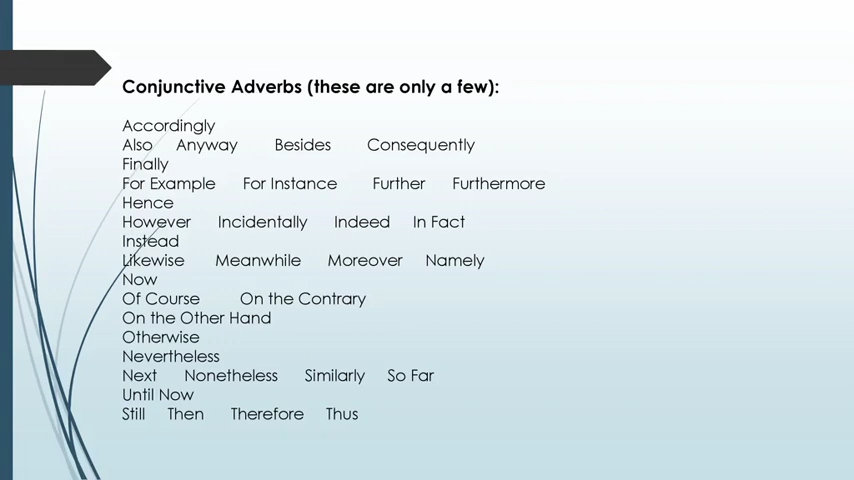 Conjunctive Adverbs (these are only a few):
Accordingly
Also Anyway Besides Consequently
Finally
For Example For Instance Further Furthermore
Hence
However Incidentally Indeed In Fact
Instead
Likewise Meanwhile Moreover Namely
Now
Of Course On the Contrary
On the Other Hand
Otherwise
Nevertheless
Next Nonetheless Similarly So Far
Until Now
Still Then Therefore Thus